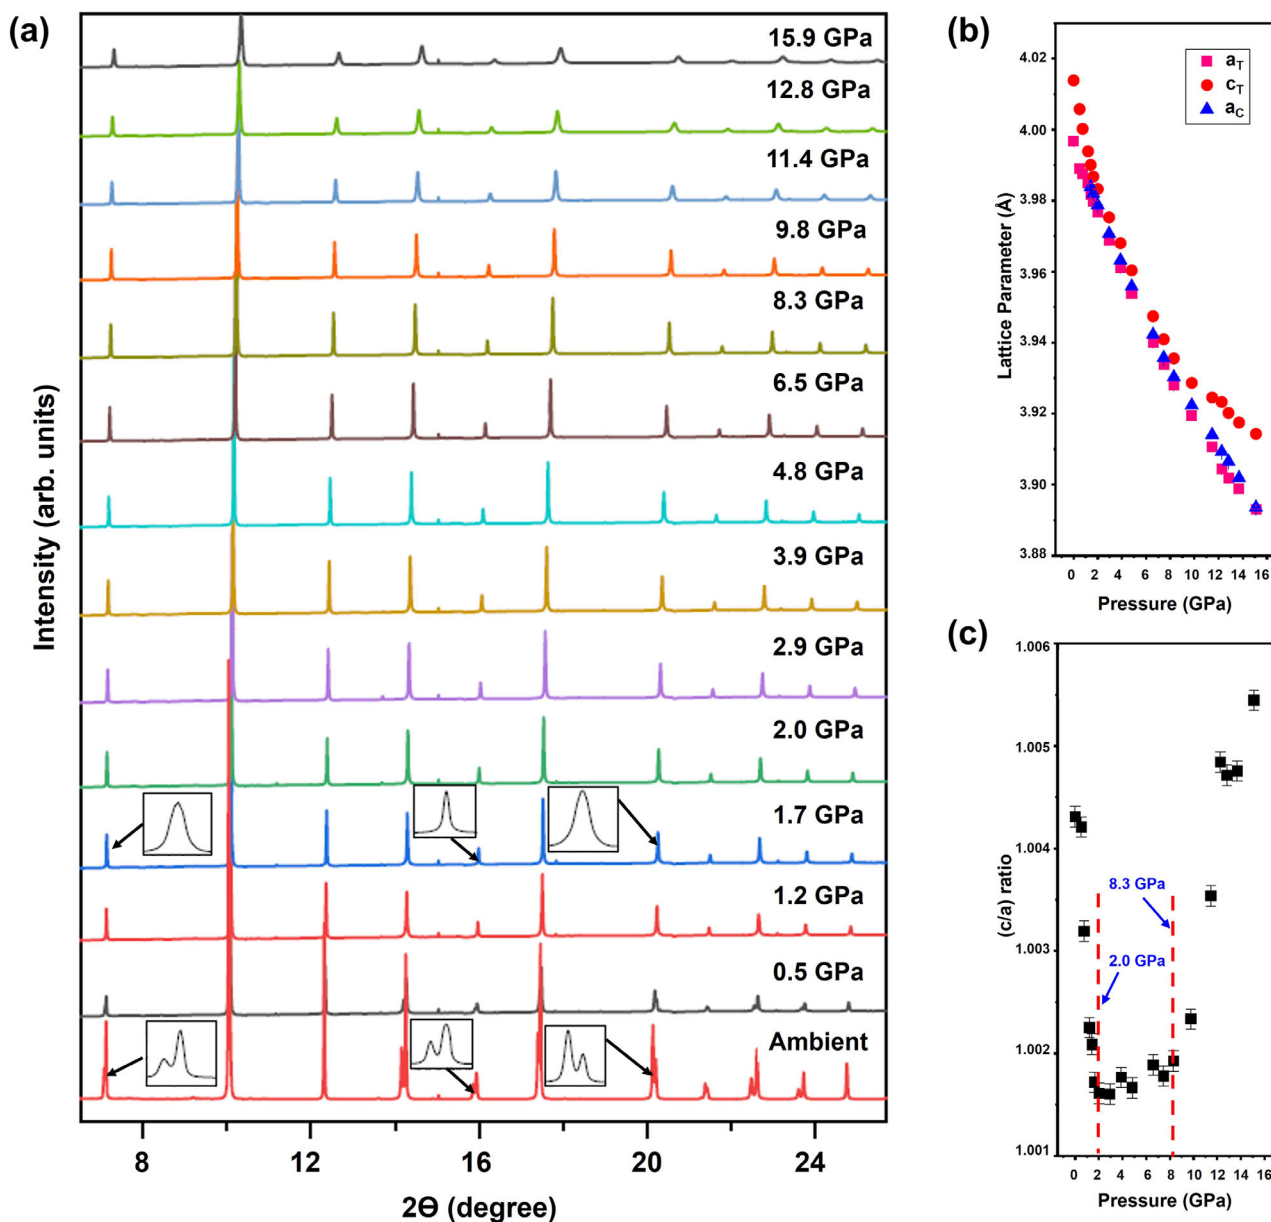 (a)
15.9 GPa
12.8 GPa
11.4 GPa
9.8 GPa
8.3 GPa
6.5 GPa
4.8 GPa
3.9 GPa
2.9 GPa
2.0 GPa
1.7 GPa
1.2 GPa
0.5 GPa
Ambient
Intensity (arb. units)
8 12 16 20 24
2Θ (degree)
(b)
a_T
c_T
a_C
4.02
4.00
3.98
3.96
3.94
3.92
3.90
3.88
Lattice Parameter (Å)
0 2 4 6 8 10 12 14 16
Pressure (GPa)
(c)
1.006
1.005
1.004
1.003
1.002
1.001
(c/a) ratio
8.3 GPa
2.0 GPa
0 2 4 6 8 10 12 14 16
Pressure (GPa)